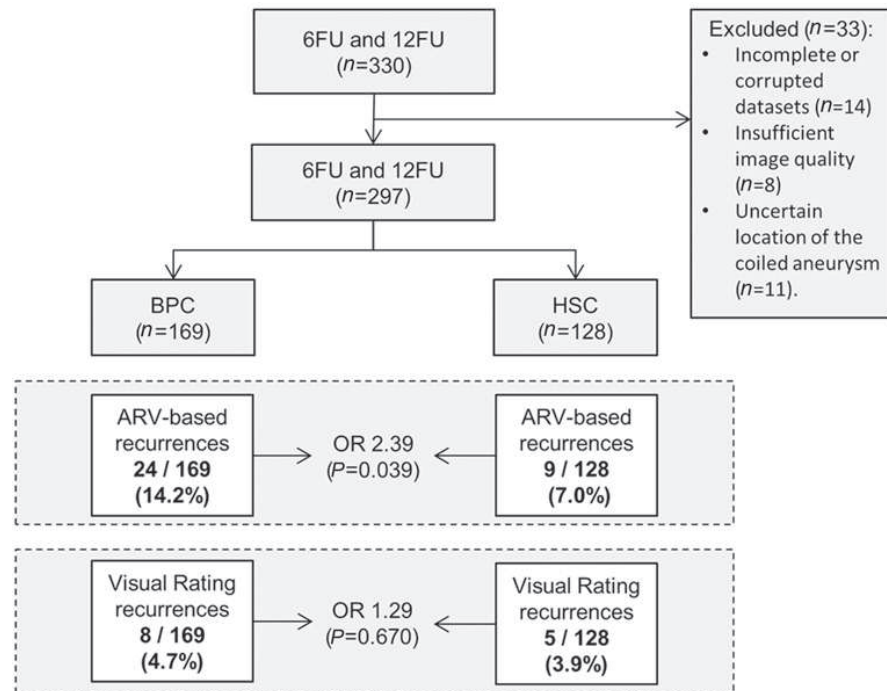 6FU and 12FU
(n=330)
Excluded (n=33):
• Incomplete or
corrupted
datasets (n=14)
• Insufficient
image quality
(n=8)
• Uncertain
location of the
coiled aneurysm
(n=11).
6FU and 12FU
(n=297)
BPC
(n=169)
HSC
(n=128)
ARV-based
recurrences
24 / 169
(14.2%)
OR 2.39
(P=0.039)
ARV-based
recurrences
9 / 128
(7.0%)
Visual Rating
recurrences
8 / 169
(4.7%)
OR 1.29
(P=0.670)
Visual Rating
recurrences
5 / 128
(3.9%)